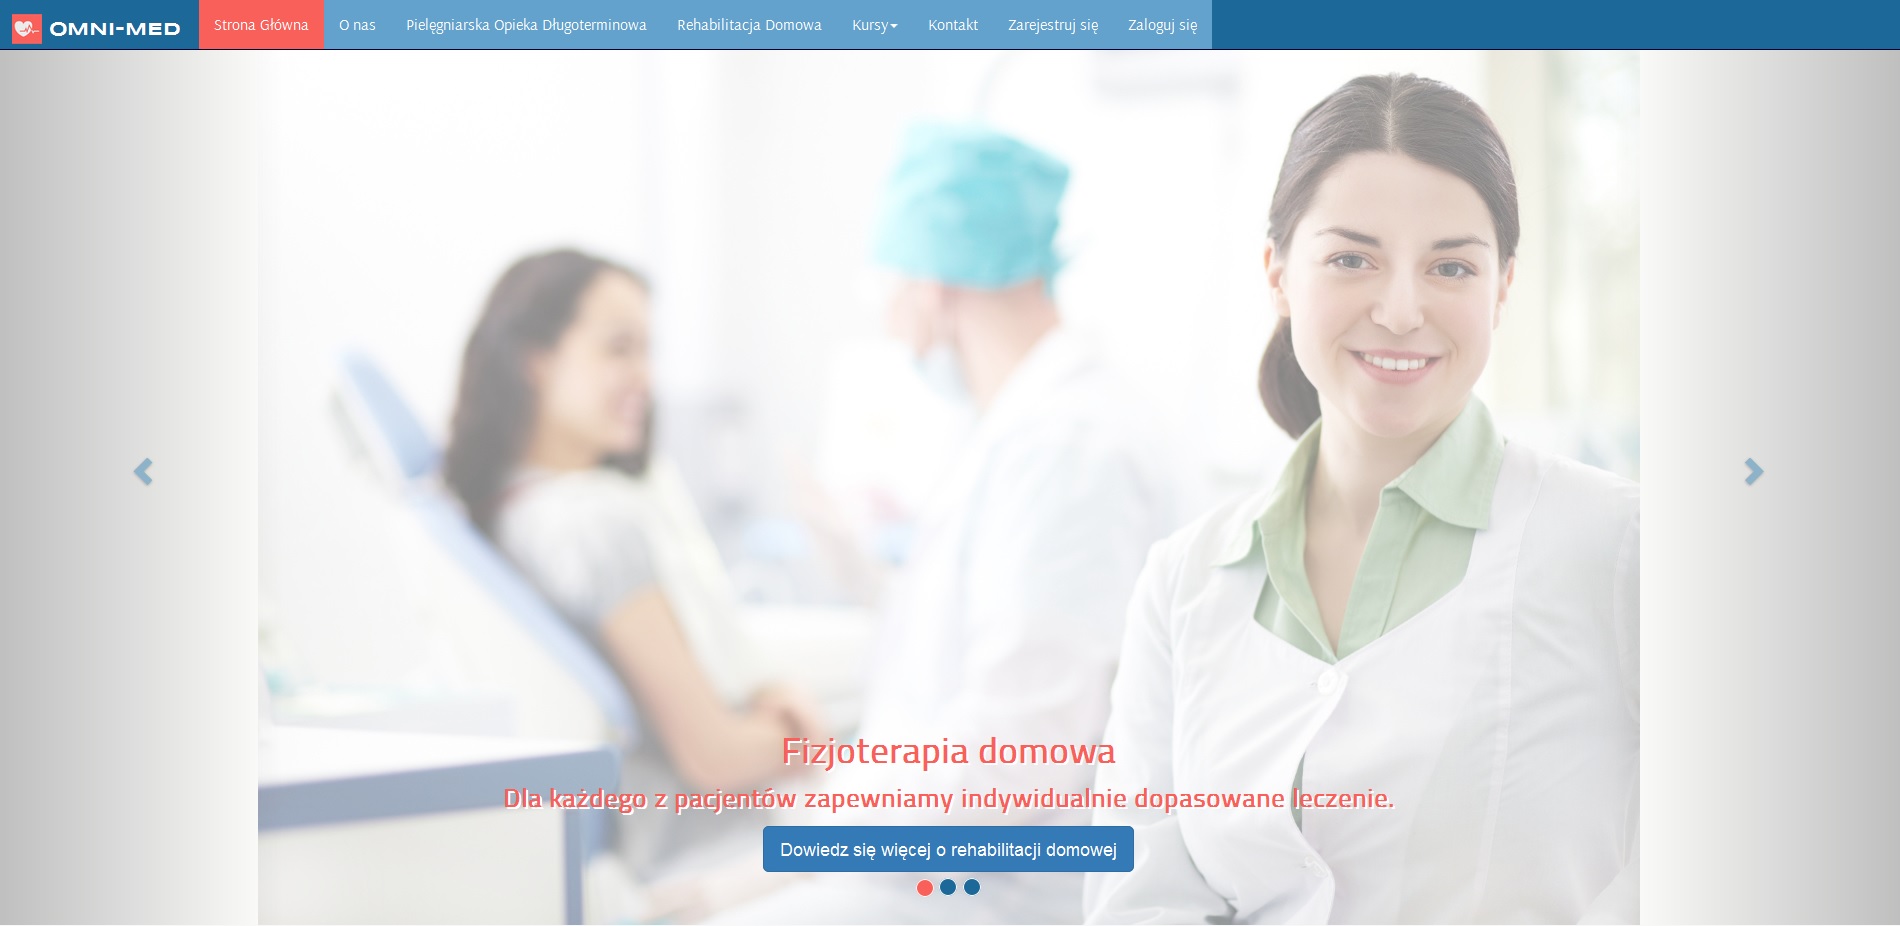 OMNI-MED
Strona Główna
O nas
Pielęgniarska Opieka Długoterminowa
Rehabilitacja Domowa
Kursy
Kontakt
Zarejestruj się
Zaloguj się
Fizjoterapia domowa
Dla każdego z pacjentów zapewniamy indywidualnie dopasowane leczenie.
Dowiedz się więcej o rehabilitacji domowej